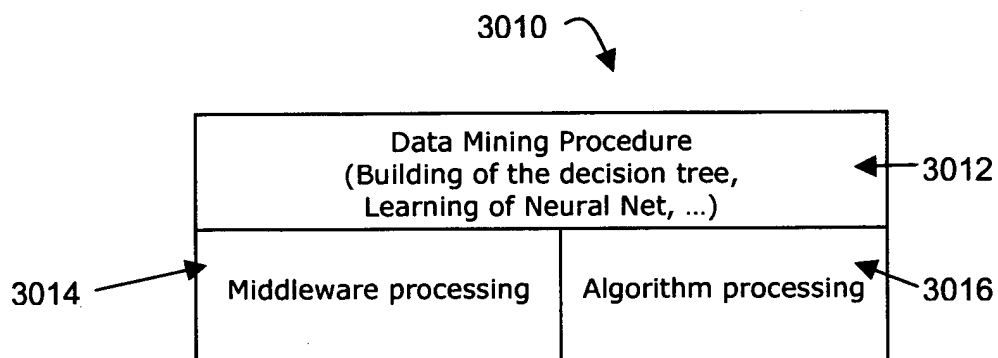 3010
Data Mining Procedure
(Building of the decision tree,
Learning of Neural Net, ...)
3012
3014
Middleware processing
Algorithm processing
3016